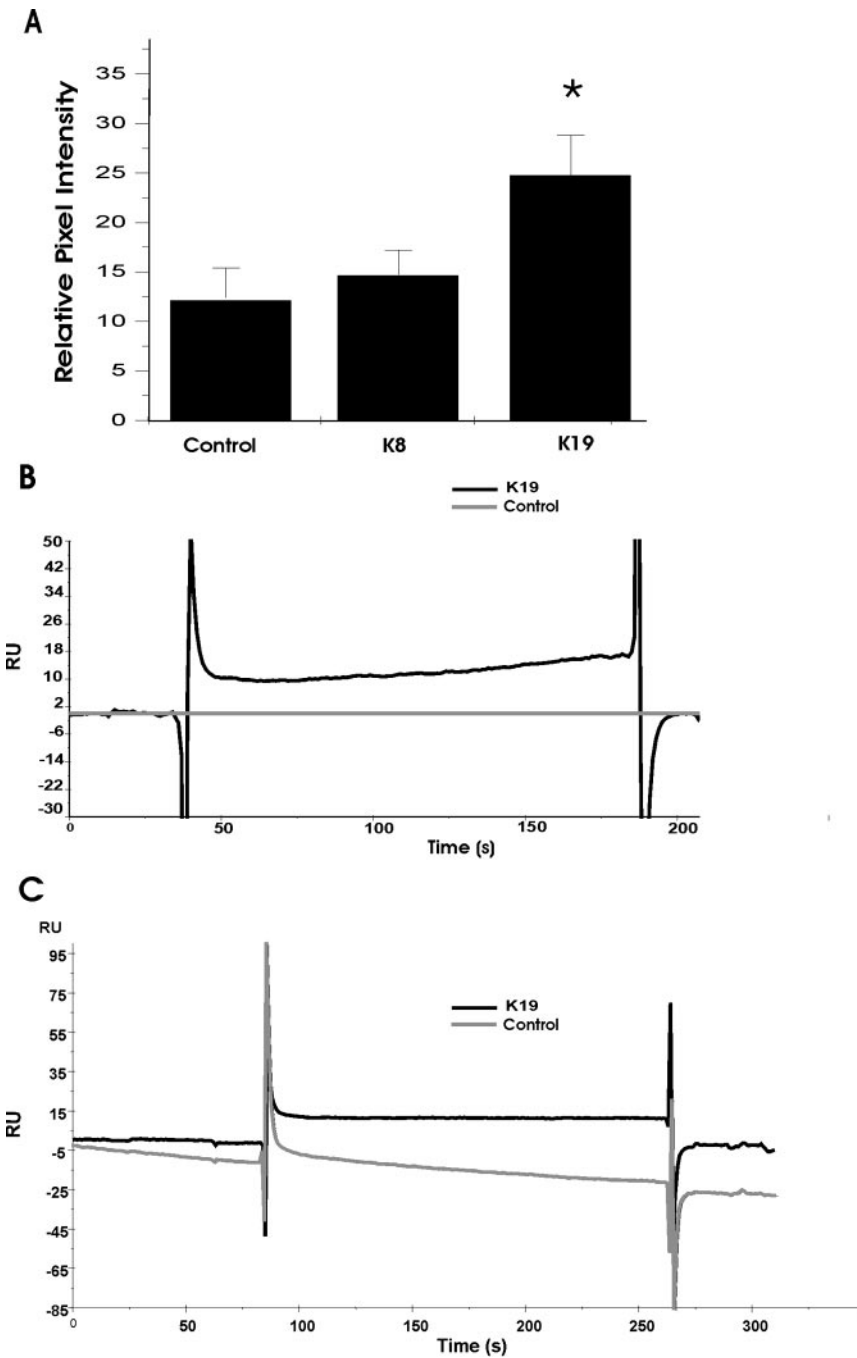 A
Relative Pixel Intensity
35
30
25
20
15
10
5
0
*
Control K8 K19
B
K19
Control
RU
50
42
34
26
18
10
2
-6
-14
-22
-30
0 50 100 150 200
Time (s)
C
RU
K19
Control
RU
95
75
55
35
15
-5
-25
-45
-65
-85
0 50 100 150 200 250 300
Time (s)